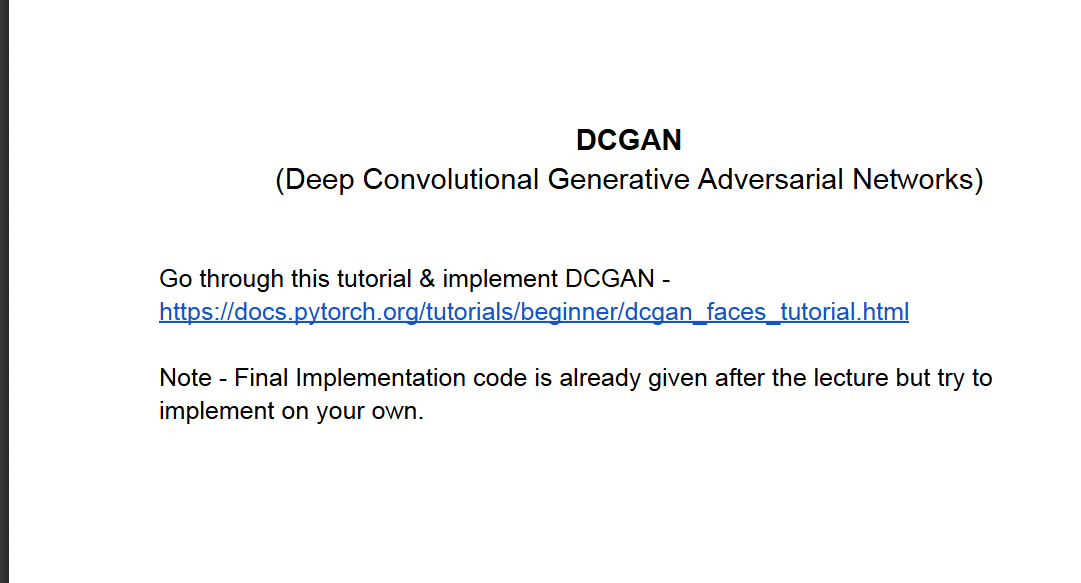 DCGAN
(Deep Convolutional Generative Adversarial Networks)
Go through this tutorial & implement DCGAN -
https://docs.pytorch.org/tutorials/beginner/dcgan_faces_tutorial.html
Note - Final Implementation code is already given after the lecture but try to
implement on your own.